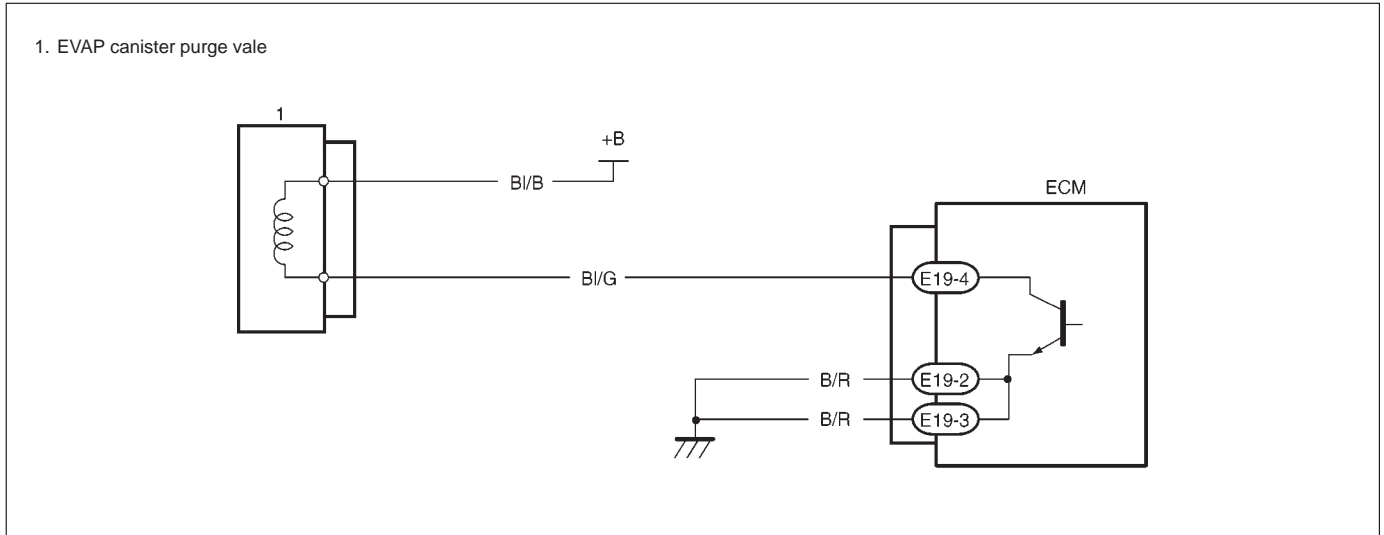 1. EVAP canister purge vale
1
+B
Bl/B
ECM
Bl/G
E19-4
B/R
E19-2
B/R
E19-3